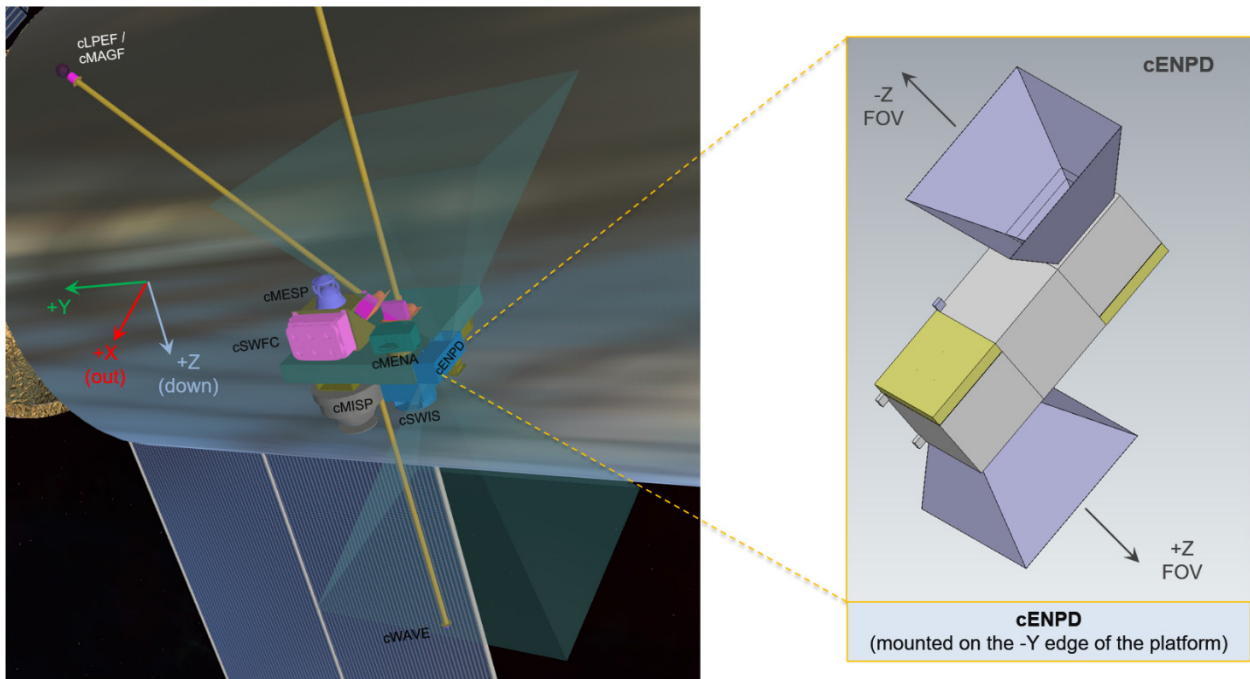 cLPEF /
cMAGF
+Y
+X
(out)
+Z
(down)
cMESP
cSWFC
cMENA
cENPD
cMISP
cSWIS
cWAVE
cENPD
-Z
FOV
+Z
FOV
cENPD
(mounted on the -Y edge of the platform)